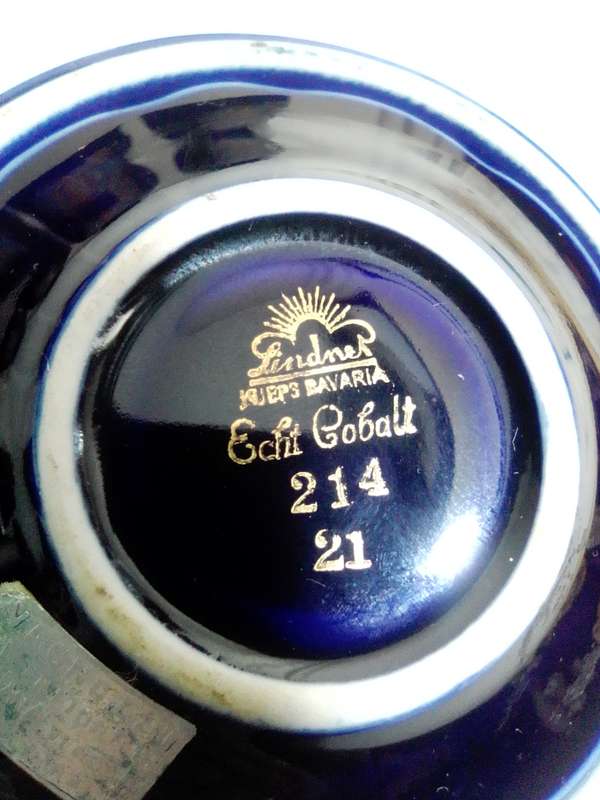 Lindner
KUEPS BAVARIA
Echt Cobalt
214
21